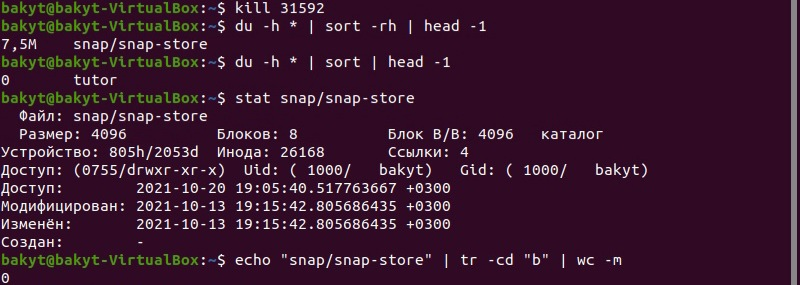 bakyt@bakyt-VirtualBox:~$ kill 31592
bakyt@bakyt-VirtualBox:~$ du -h * | sort -rh | head -1
7,5M    snap/snap-store
bakyt@bakyt-VirtualBox:~$ du -h * | sort | head -1
0       tutor
bakyt@bakyt-VirtualBox:~$ stat snap/snap-store
  Файл: snap/snap-store
  Размер: 4096          Блоков: 8          Блок В/В: 4096   каталог
Устройство: 805h/2053d  Инода: 26168       Ссылки: 4
Доступ: (0755/drwxr-xr-x)  Uid: ( 1000/   bakyt)   Gid: ( 1000/   bakyt)
Доступ:        2021-10-20 19:05:40.517763667 +0300
Модифицирован: 2021-10-13 19:15:42.805686435 +0300
Изменён:       2021-10-13 19:15:42.805686435 +0300
Создан:        -
bakyt@bakyt-VirtualBox:~$ echo "snap/snap-store" | tr -cd "b" | wc -m
0